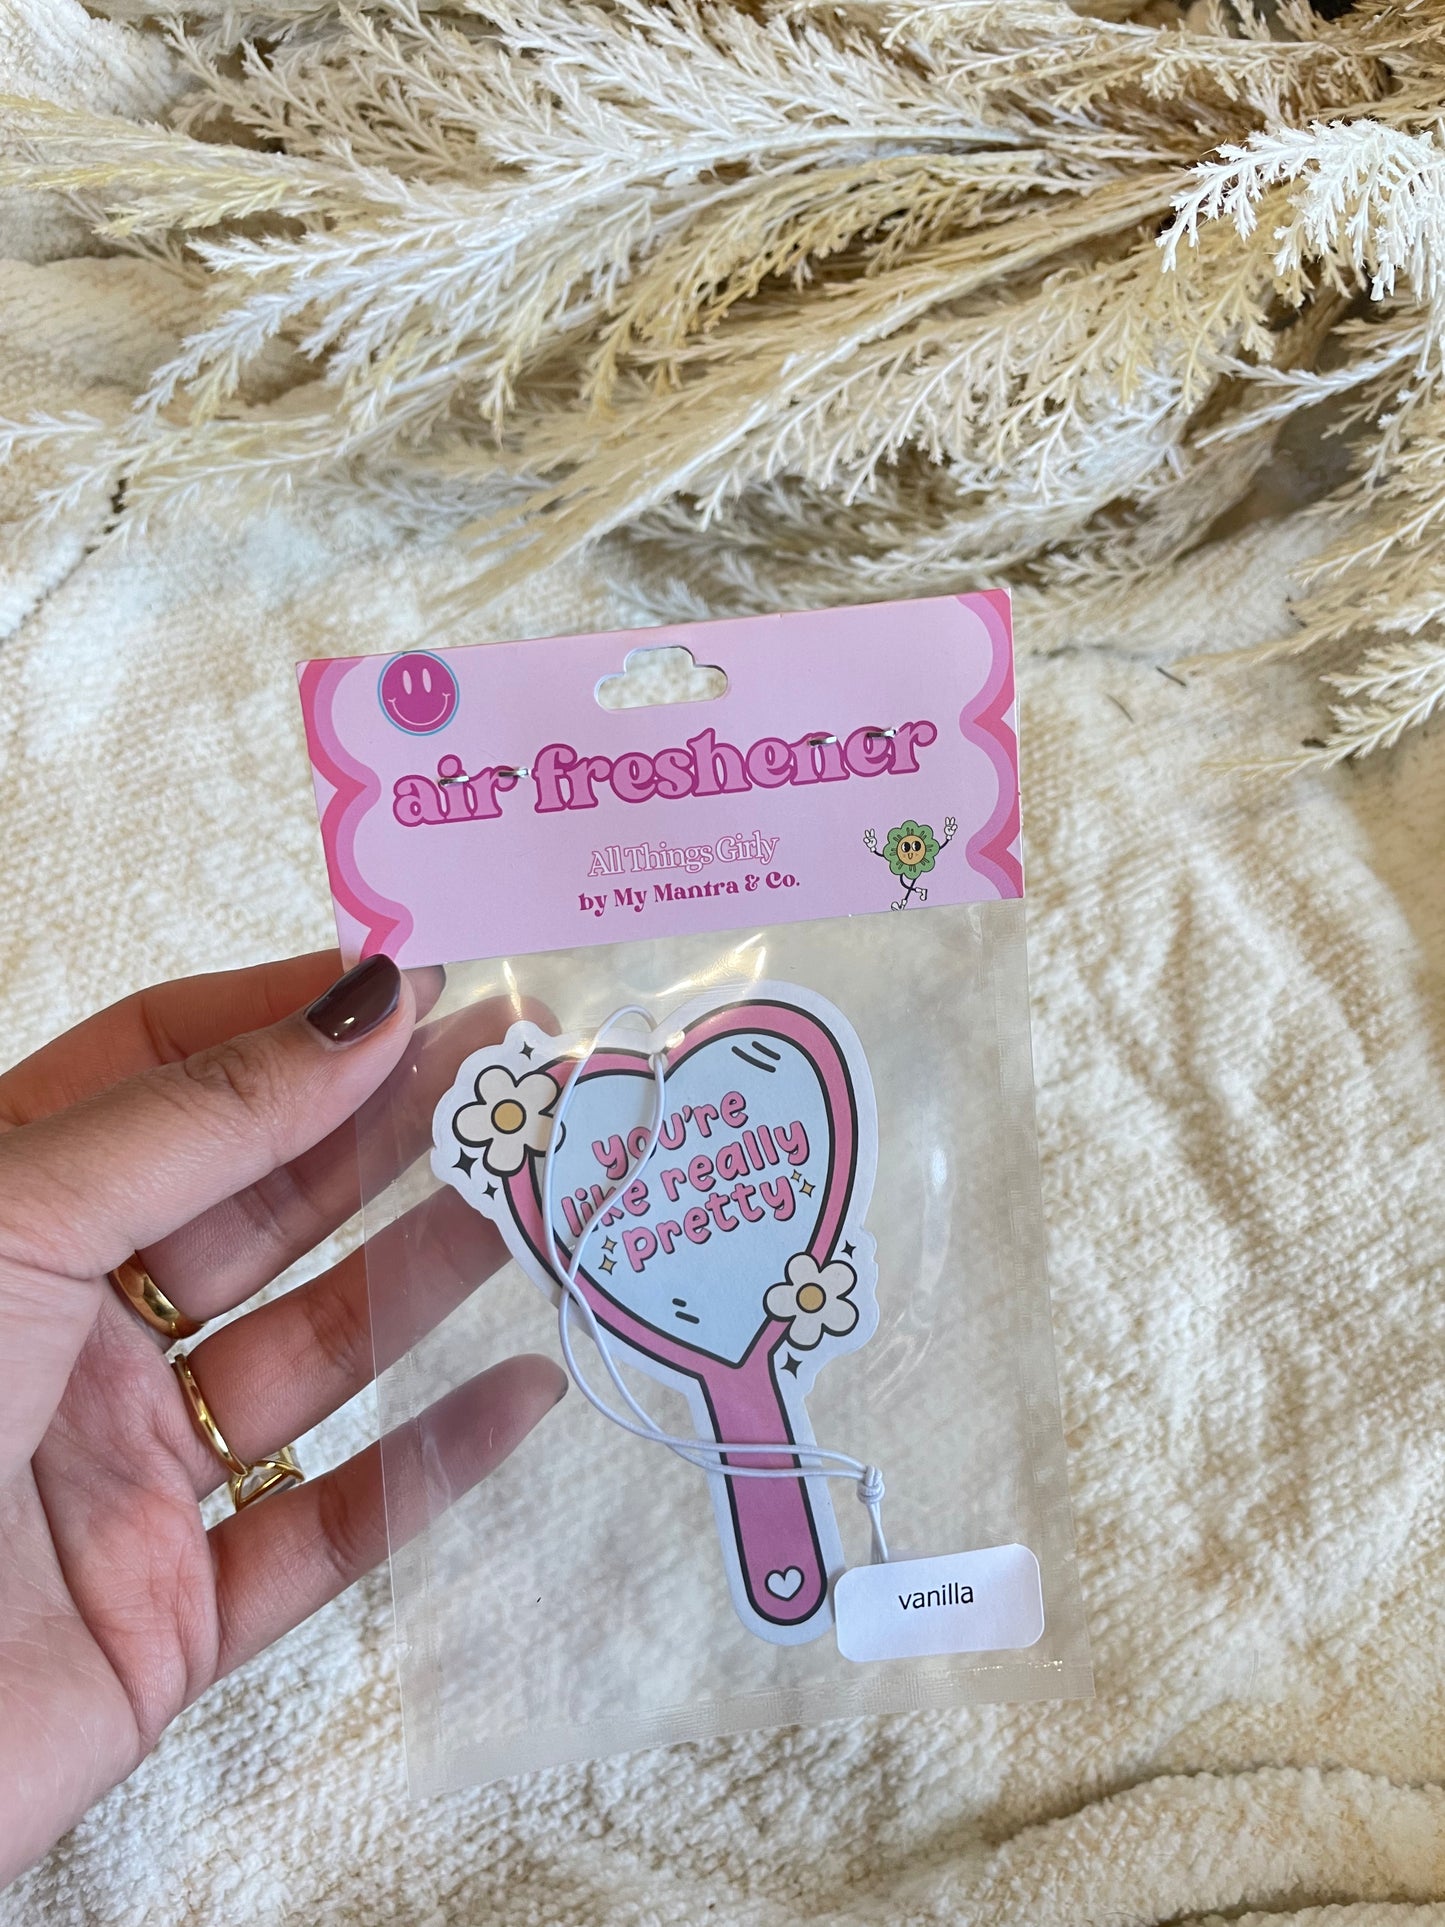 air freshener
All Things Girly
by My Mantra & Co.
you're
like really
pretty
vanilla